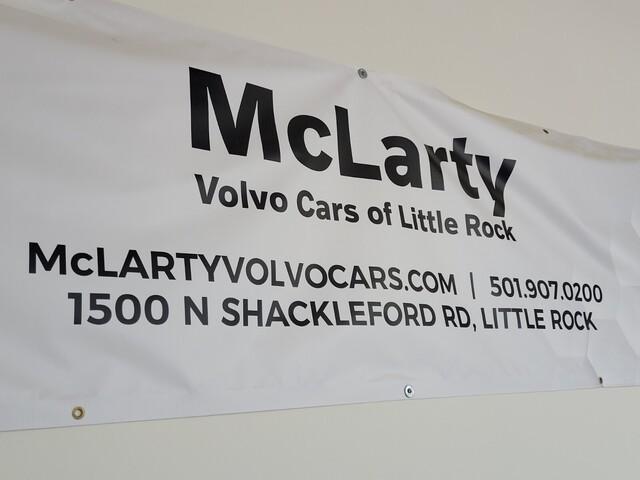 McLarty
Volvo Cars of Little Rock
McLARTYVOLVOCARS.COM | 501.907.0200
1500 N SHACKLEFORD RD, LITTLE ROCK